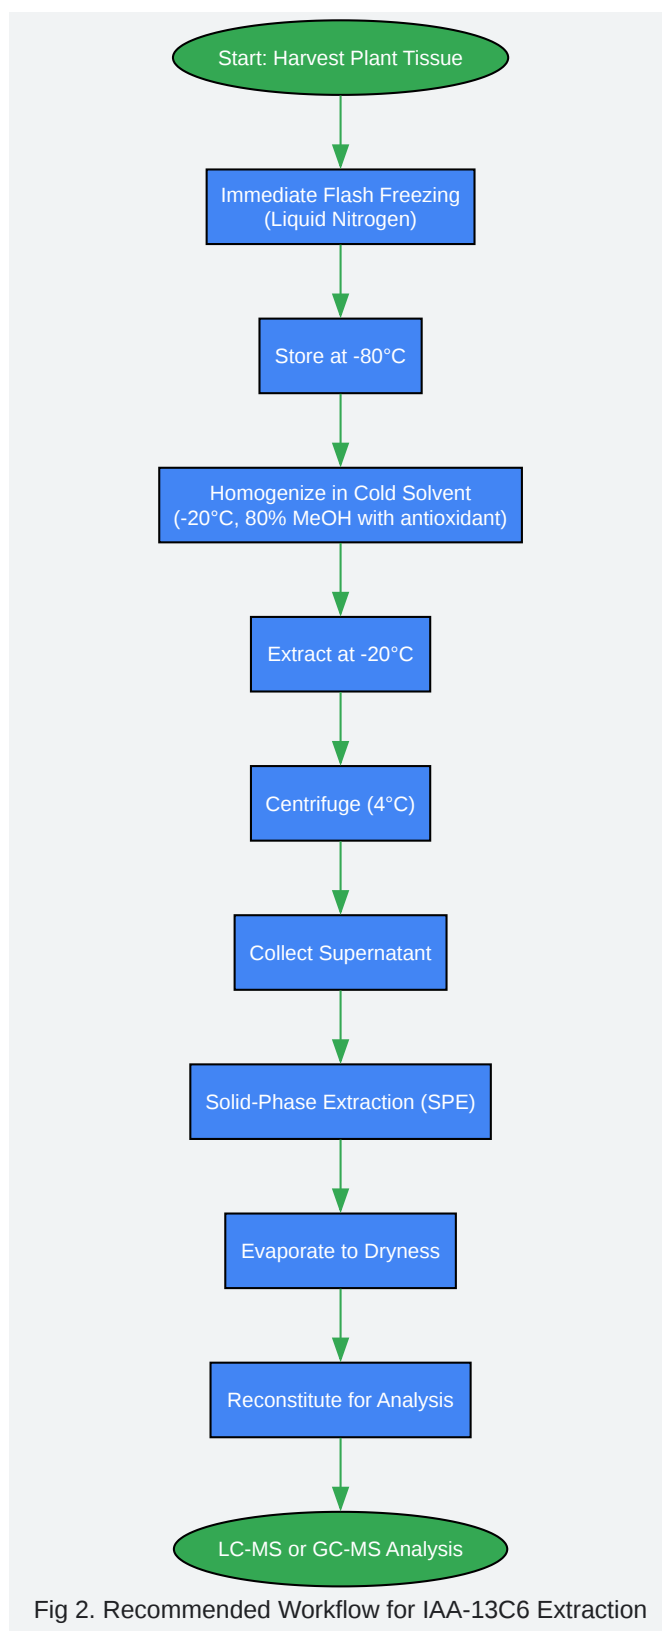 Start: Harvest Plant Tissue
Immediate Flash Freezing
(Liquid Nitrogen)
Store at -80°C
Homogenize in Cold Solvent
(-20°C, 80% MeOH with antioxidant)
Extract at -20°C
Centrifuge (4°C)
Collect Supernatant
Solid-Phase Extraction (SPE)
Evaporate to Dryness
Reconstitute for Analysis
LC-MS or GC-MS Analysis
Fig 2. Recommended Workflow for IAA-13C6 Extraction